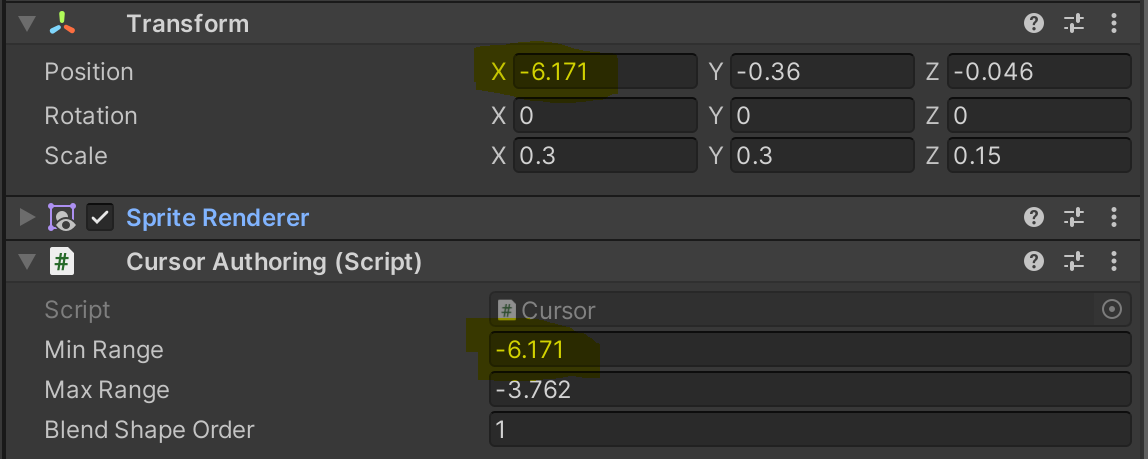 Transform
Position X -6.171 Y -0.36 Z -0.046
Rotation X 0 Y 0 Z 0
Scale X 0.3 Y 0.3 Z 0.15
Sprite Renderer
# Cursor Authoring (Script)
Script # Cursor
Min Range -6.171
Max Range -3.762
Blend Shape Order 1